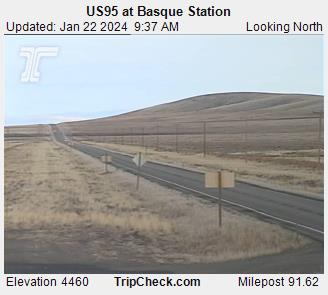 US95 at Basque Station
Updated: Jan 22 2024 9:37 AM Looking North
Elevation 4460 TripCheck.com Milepost 91.62